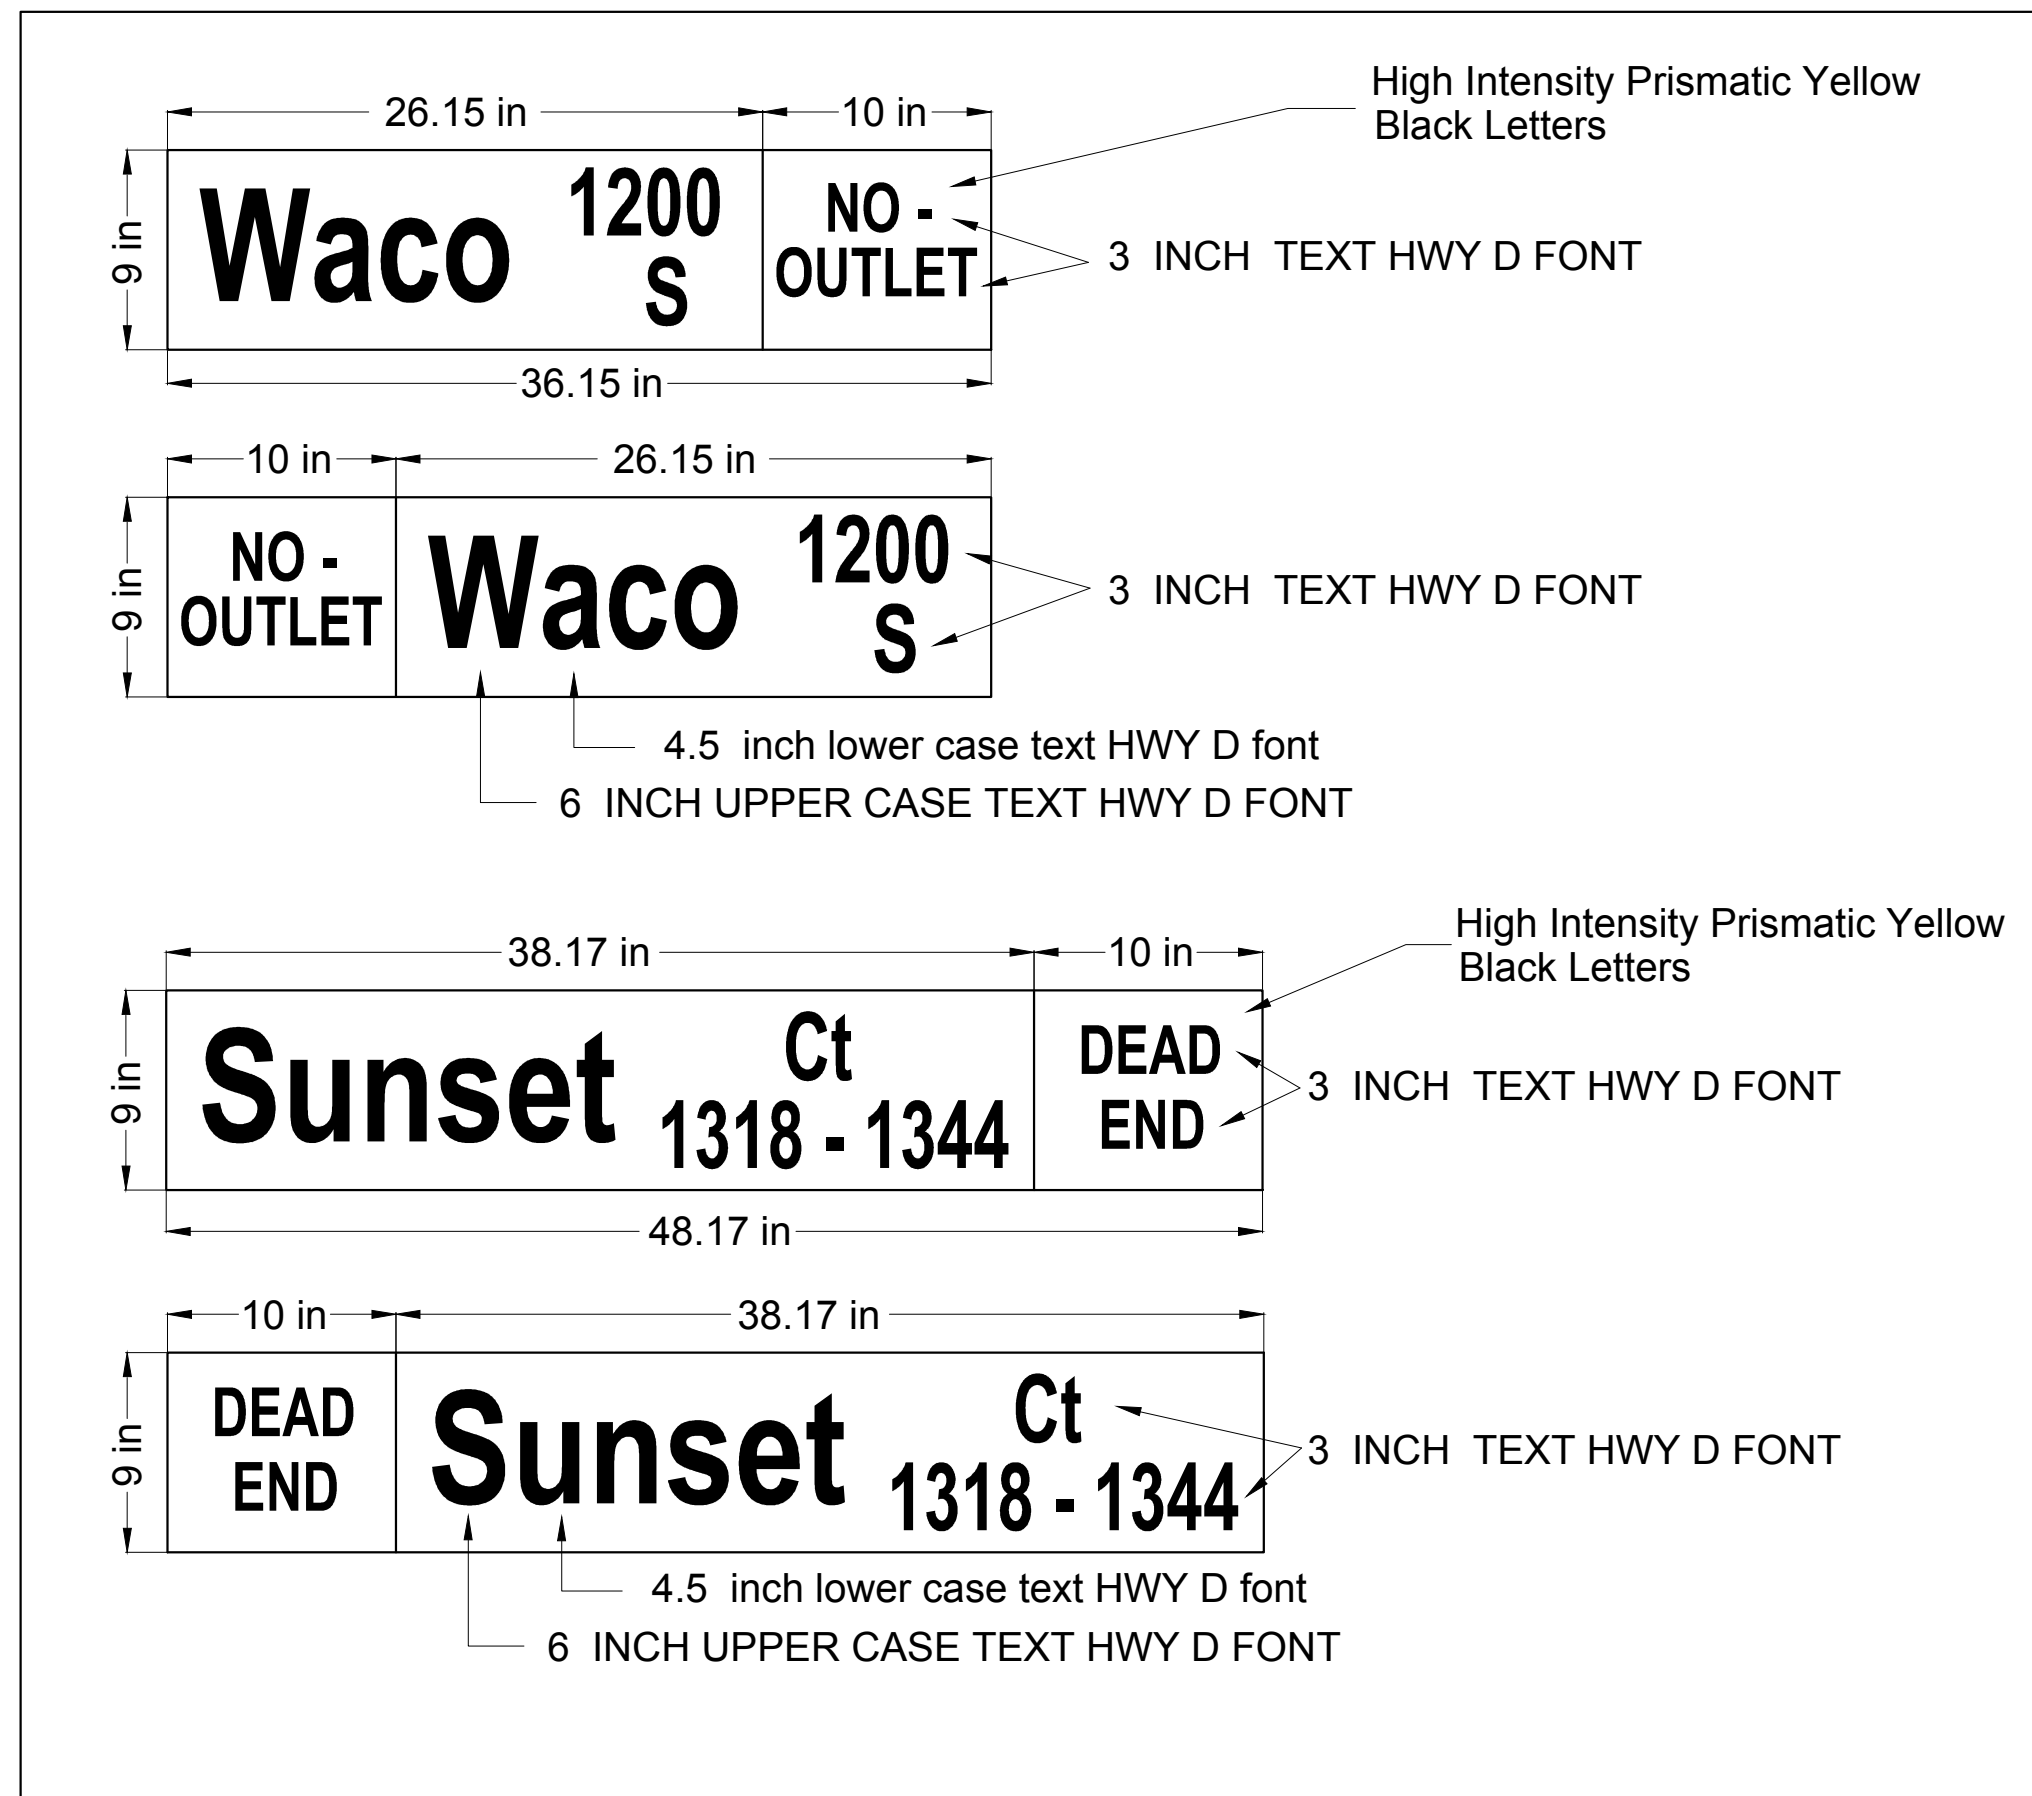 26.15 in
10 in
High Intensity Prismatic Yellow
Black Letters
9 in
Waco
1200
S
NO -
OUTLET
3 INCH TEXT HWY D FONT
36.15 in
10 in
26.15 in
9 in
NO -
OUTLET
Waco
1200
S
3 INCH TEXT HWY D FONT
4.5 inch lower case text HWY D font
6 INCH UPPER CASE TEXT HWY D FONT
38.17 in
10 in
High Intensity Prismatic Yellow
Black Letters
9 in
Sunset
Ct
1318 - 1344
DEAD
END
3 INCH TEXT HWY D FONT
48.17 in
10 in
38.17 in
9 in
DEAD
END
Sunset
Ct
1318 - 1344
3 INCH TEXT HWY D FONT
4.5 inch lower case text HWY D font
6 INCH UPPER CASE TEXT HWY D FONT